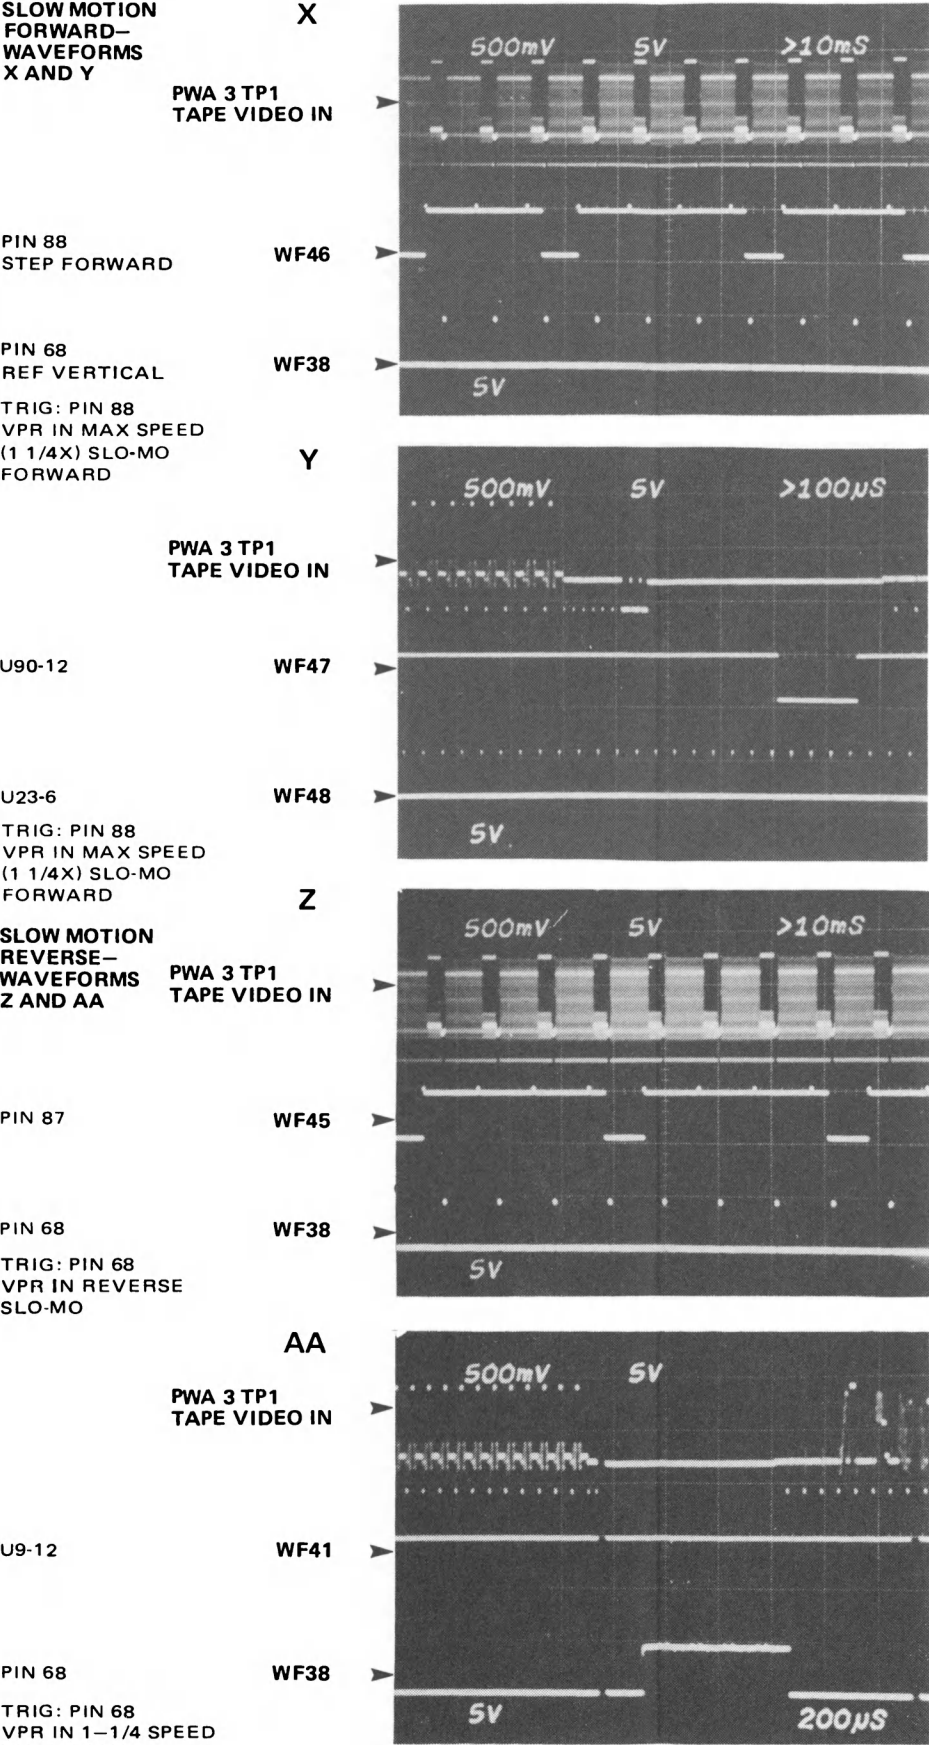 SLOW MOTION
FORWARD—
WAVEFORMS
X AND Y
X
500mV 5V >10mS
PWA 3 TP1
TAPE VIDEO IN
PIN 88
STEP FORWARD
WF46
PIN 68
REF VERTICAL
WF38
5V
TRIG: PIN 88
VPR IN MAX SPEED
(1 1/4X) SLO-MO
FORWARD
Y
500mV 5V >100µS
PWA 3 TP1
TAPE VIDEO IN
U90-12
WF47
U23-6
WF48
5V
TRIG: PIN 88
VPR IN MAX SPEED
(1 1/4X) SLO-MO
FORWARD
Z
500mV 5V >10mS
SLOW MOTION
REVERSE—
WAVEFORMS
Z AND AA
PWA 3 TP1
TAPE VIDEO IN
PIN 87
WF45
PIN 68
WF38
5V
TRIG: PIN 68
VPR IN REVERSE
SLO-MO
AA
500mV 5V
PWA 3 TP1
TAPE VIDEO IN
U9-12
WF41
PIN 68
WF38
5V 200µS
TRIG: PIN 68
VPR IN 1—1/4 SPEED